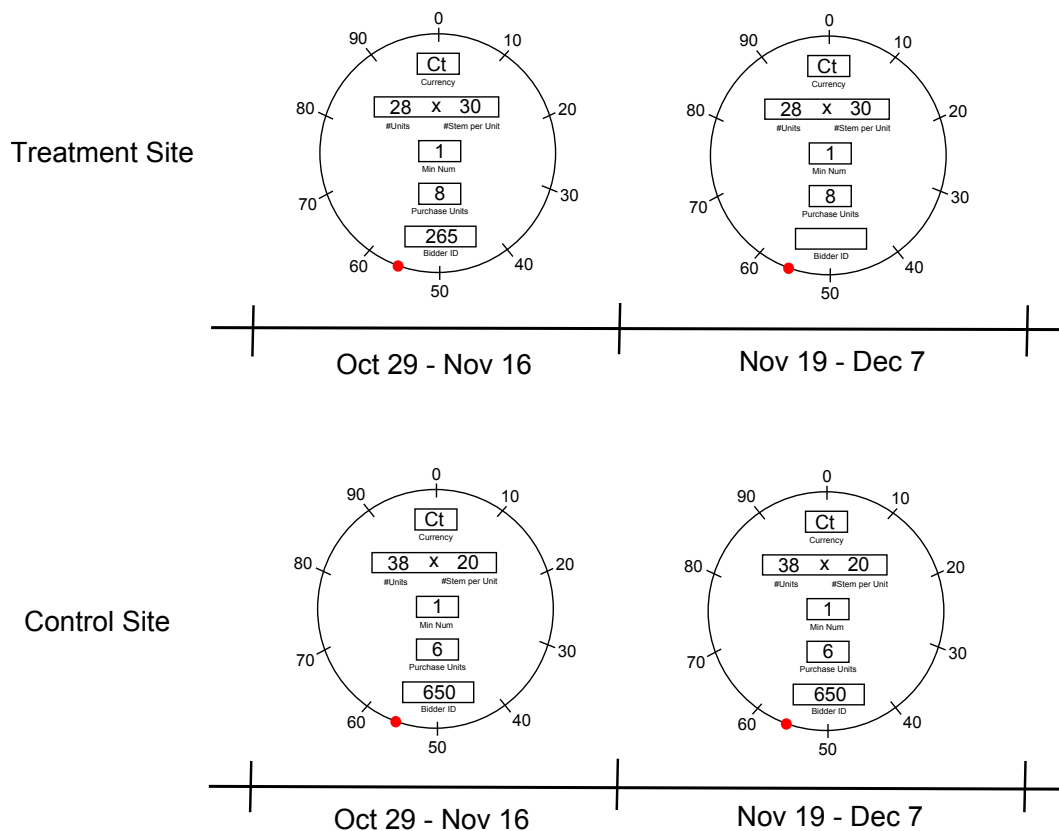 0
0
90
10
90
10
Ct
Ct
Currency
Currency
80
28 x 30
20
80
28 x 30
20
#Units #Stem per Unit
#Units #Stem per Unit
Treatment Site
1
1
Min Num
Min Num
70
8
30
70
8
30
Purchase Units
Purchase Units
265
Bidder ID
Bidder ID
60
40
60
40
50
50
Oct 29 - Nov 16
Nov 19 - Dec 7
0
0
90
10
90
10
Ct
Ct
Currency
Currency
80
38 x 20
20
80
38 x 20
20
#Units #Stem per Unit
#Units #Stem per Unit
Control Site
1
1
Min Num
Min Num
70
6
30
70
6
30
Purchase Units
Purchase Units
650
650
Bidder ID
Bidder ID
60
40
60
40
50
50
Oct 29 - Nov 16
Nov 19 - Dec 7